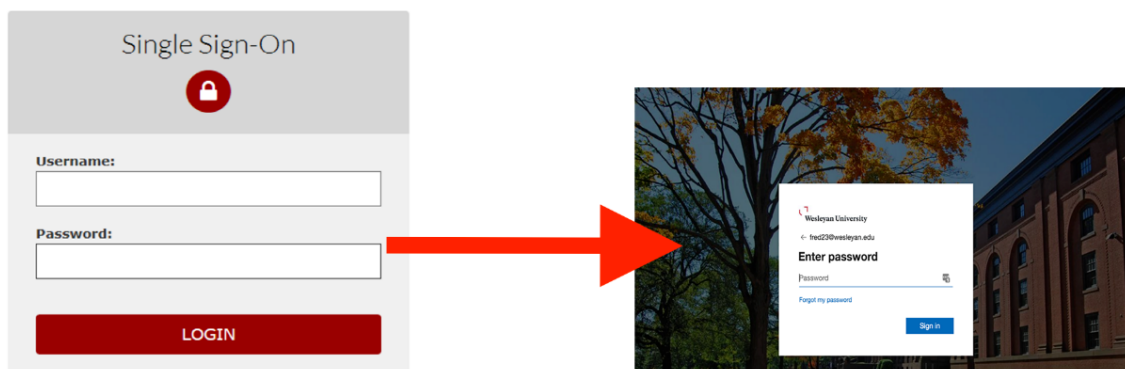 Single Sign-On
Username:
Password:
LOGIN
Wesleyan University
← fred23@wesleyan.edu
Enter password
Password
Forgot my password
Sign in